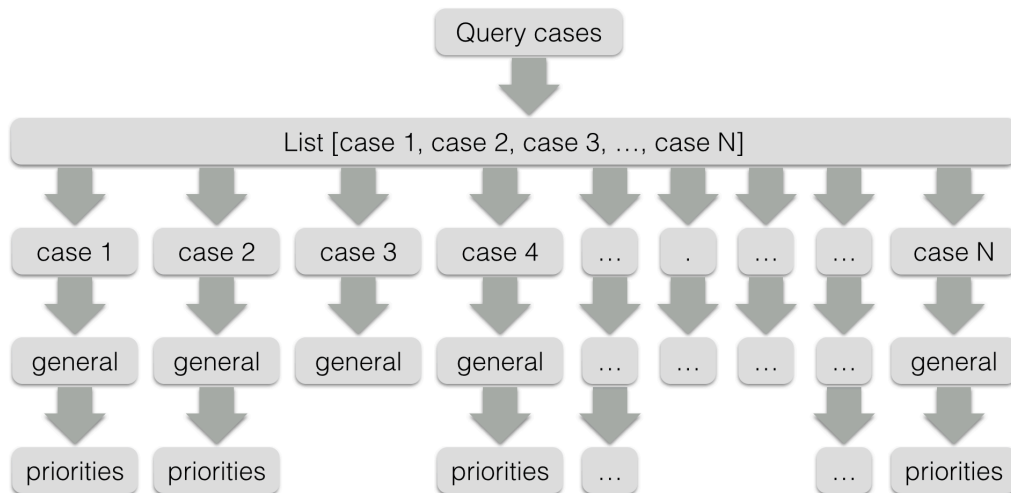 Query cases
List [case 1, case 2, case 3, …, case N]
case 1 case 2 case 3 case 4 … . … … case N
general general general general … … … … general
priorities priorities priorities … … priorities